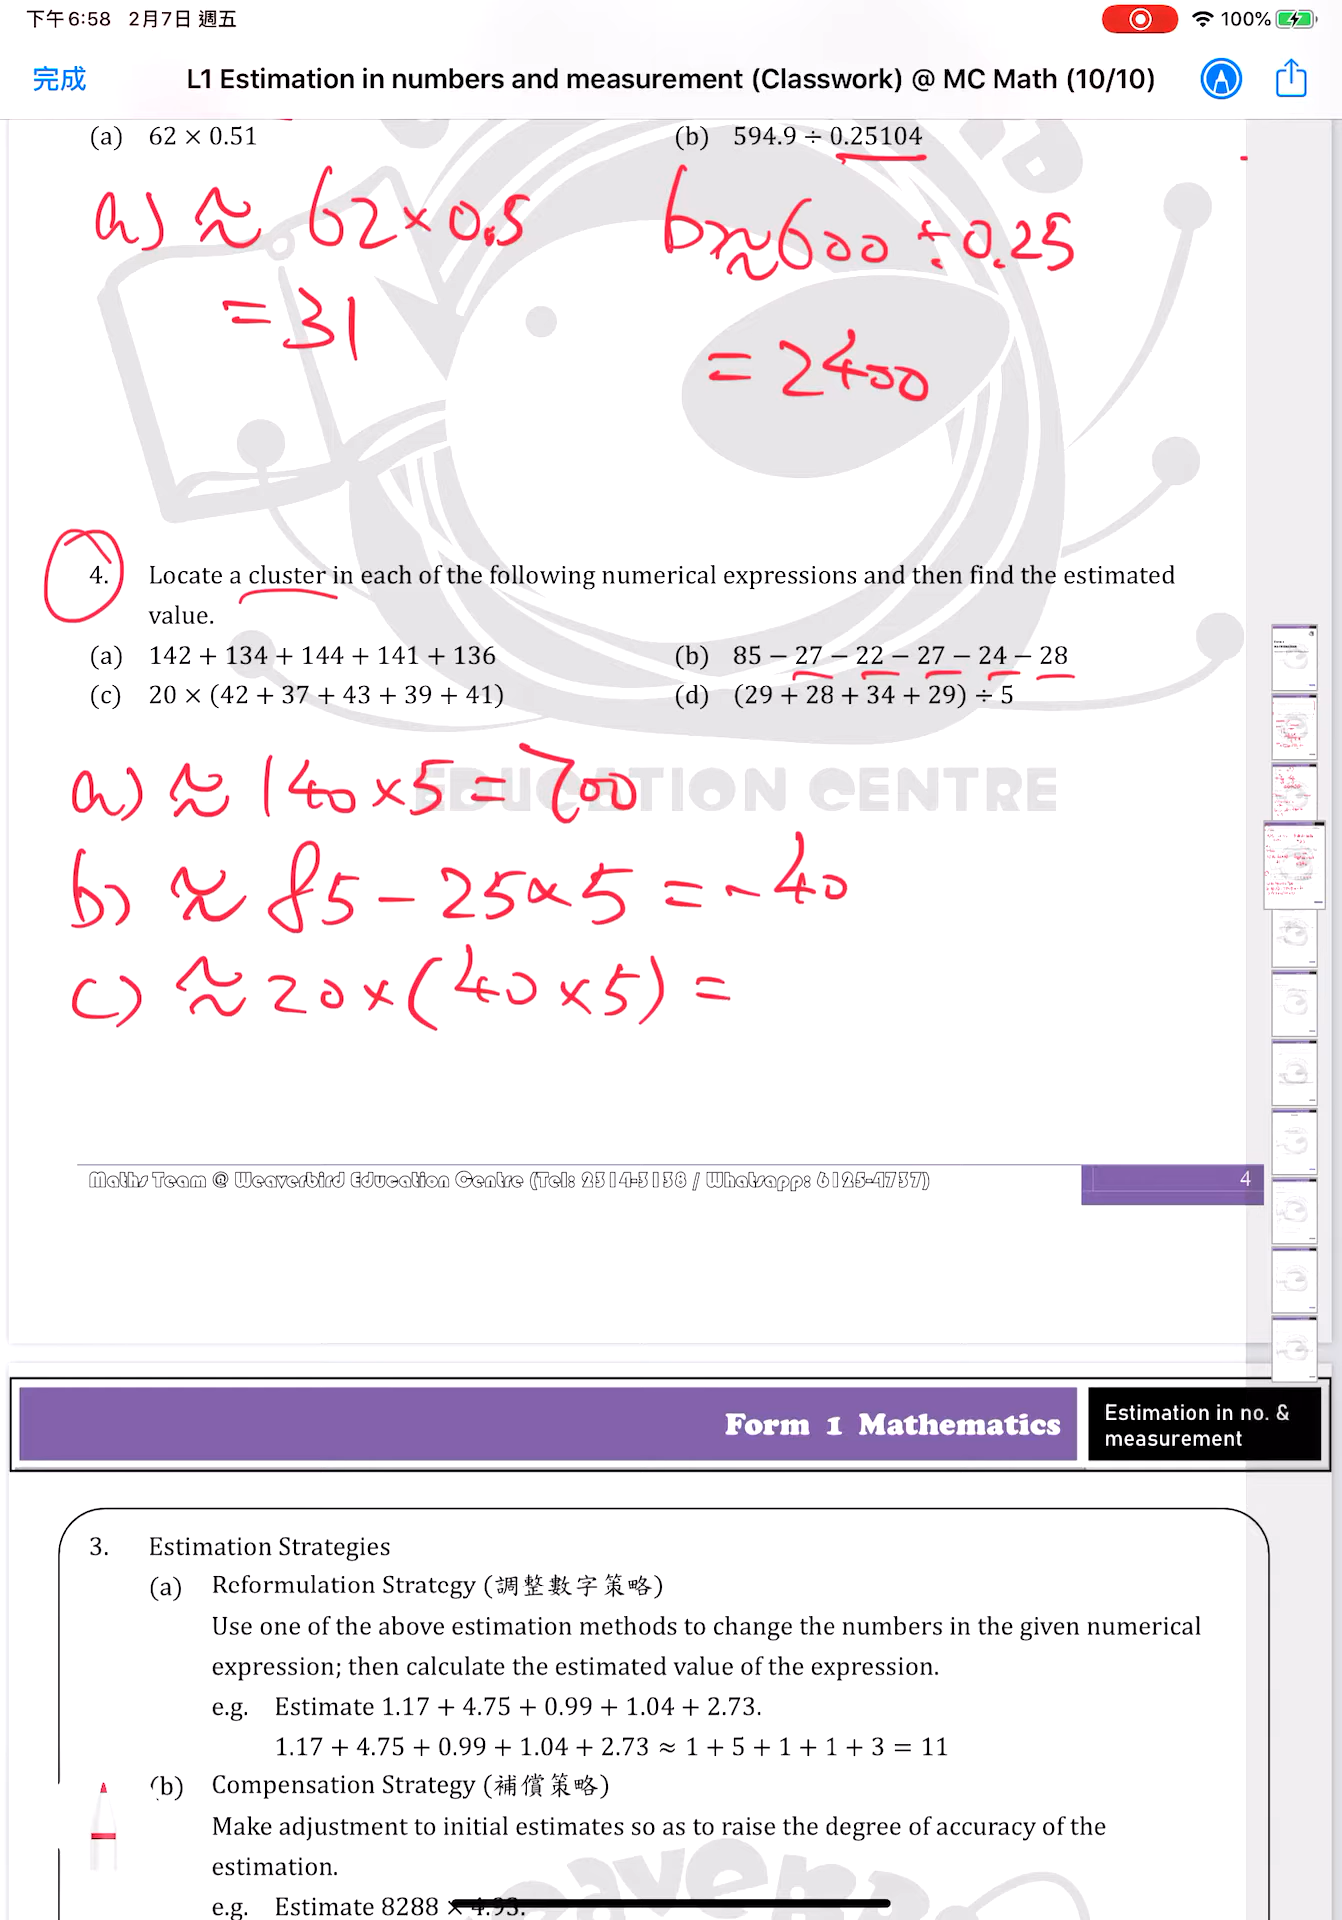 下午6:58 2月7日 週五
100%
完成
L1 Estimation in numbers and measurement (Classwork) @ MC Math (10/10)
(a) 62 × 0.51
(b) 594.9 ÷ 0.25104
a) ≈ 62×0.5
= 31
b) ≈ 600 ÷ 0.25
= 2400
4. Locate a cluster in each of the following numerical expressions and then find the estimated
value.
(a) 142 + 134 + 144 + 141 + 136
(b) 85 − 27 − 22 − 27 − 24 − 28
(c) 20 × (42 + 37 + 43 + 39 + 41)
(d) (29 + 28 + 34 + 29) ÷ 5
EDUCATION CENTRE
a) ≈ 140×5 = 700
b) ≈ 85 − 25×5 = −40
c) ≈ 20×(40×5) =
Maths Team @ Weaverbird Education Centre (Tel: 2314-3138 / Whatsapp: 6125-4737)
4
Form 1 Mathematics
Estimation in no. &
measurement
3. Estimation Strategies
(a) Reformulation Strategy (調整數字策略)
Use one of the above estimation methods to change the numbers in the given numerical
expression; then calculate the estimated value of the expression.
e.g. Estimate 1.17 + 4.75 + 0.99 + 1.04 + 2.73.
1.17 + 4.75 + 0.99 + 1.04 + 2.73 ≈ 1 + 5 + 1 + 1 + 3 = 11
(b) Compensation Strategy (補償策略)
Make adjustment to initial estimates so as to raise the degree of accuracy of the
estimation.
e.g. Estimate 8288 × 4.93.